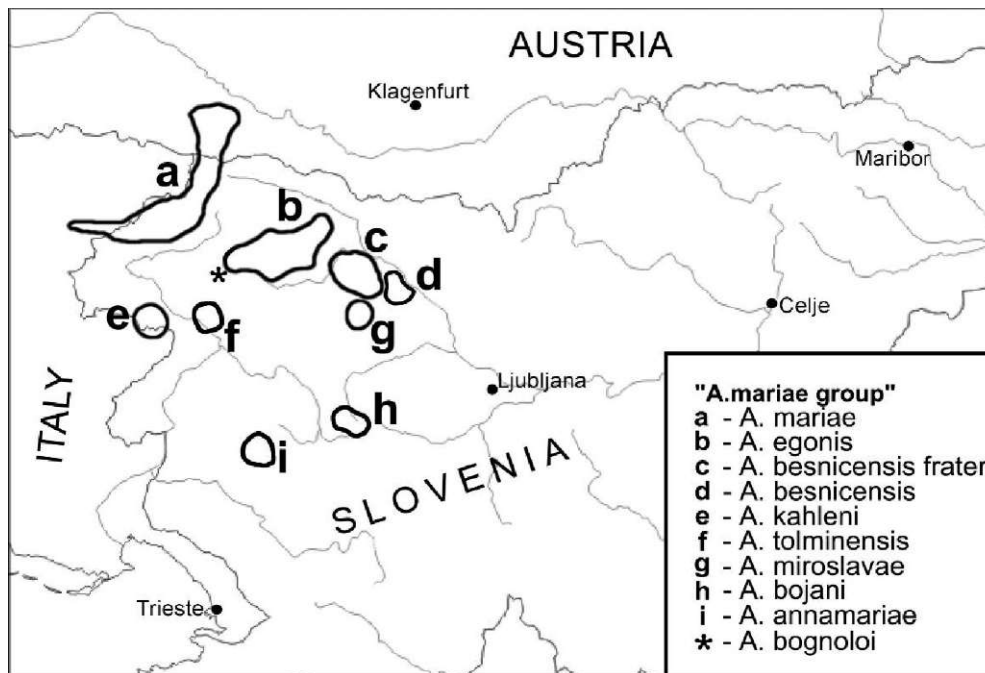 AUSTRIA
Klagenfurt
Maribor
a
b
c
d
* 
e
f
g
Celje
Ljubljana
h
i
ITALY
SLOVENIA
Trieste
"A.mariae group"
a - A. mariae
b - A. egonis
c - A. besnicensis frater
d - A. besnicensis
e - A. kahleni
f - A. tolminensis
g - A. miroslavae
h - A. bojani
i - A. annamariae
* - A. bognoloi